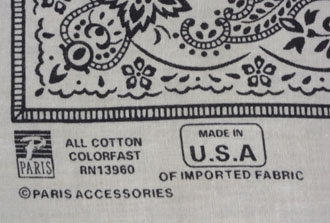 P
PARIS
ALL COTTON
COLORFAST
RN13960
MADE IN
U.S.A
OF IMPORTED FABRIC
©PARIS ACCESSORIES